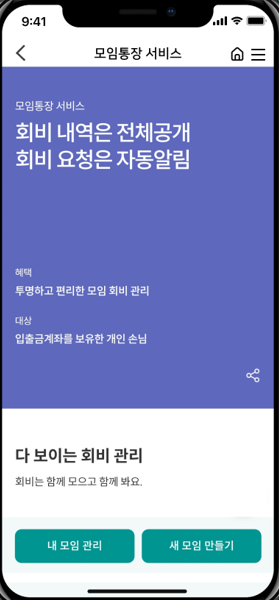 9:41
모임통장 서비스
모임통장 서비스
회비 내역은 전체공개
회비 요청은 자동알림
혜택
투명하고 편리한 모임 회비 관리
대상
입출금계좌를 보유한 개인 손님
다 보이는 회비 관리
회비는 함께 모으고 함께 봐요.
내 모임 관리
새 모임 만들기